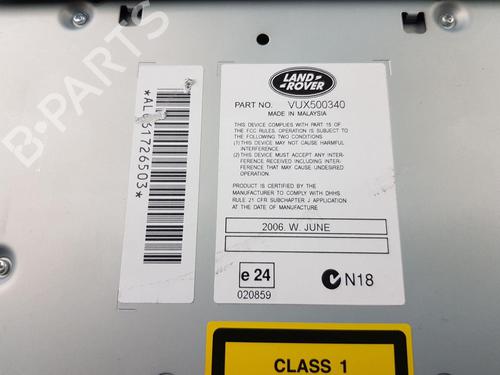 LAND-
ROVER
PART NO. VUX500340
MADE IN MALAYSIA
THIS DEVICE COMPLIES WITH PART 15 OF
THE FCC RULES, OPERATION IS SUBJECT TO
THE FOLLOWING TWO CONDITIONS
(1) THIS DEVICE MAY NOT CAUSE HARMFUL
INTERFERENCE
(2) THIS DEVICE MUST ACCEPT ANY INTER-
FERENCE RECEIVED INCLUDING INTER-
FERENCE THAT MAY CAUSE UNDESIRED
OPERATION.
PRODUCT IS CERTIFIED BY THE
MANUFACTURER TO COMPLY WITH DHHS
RULE 21 CFR SUBCHAPTER J APPLICATION
AT THE DATE OF MANUFACTURE
2006. W. JUNE
e 24
020859
N18
CLASS 1
B-PARTS